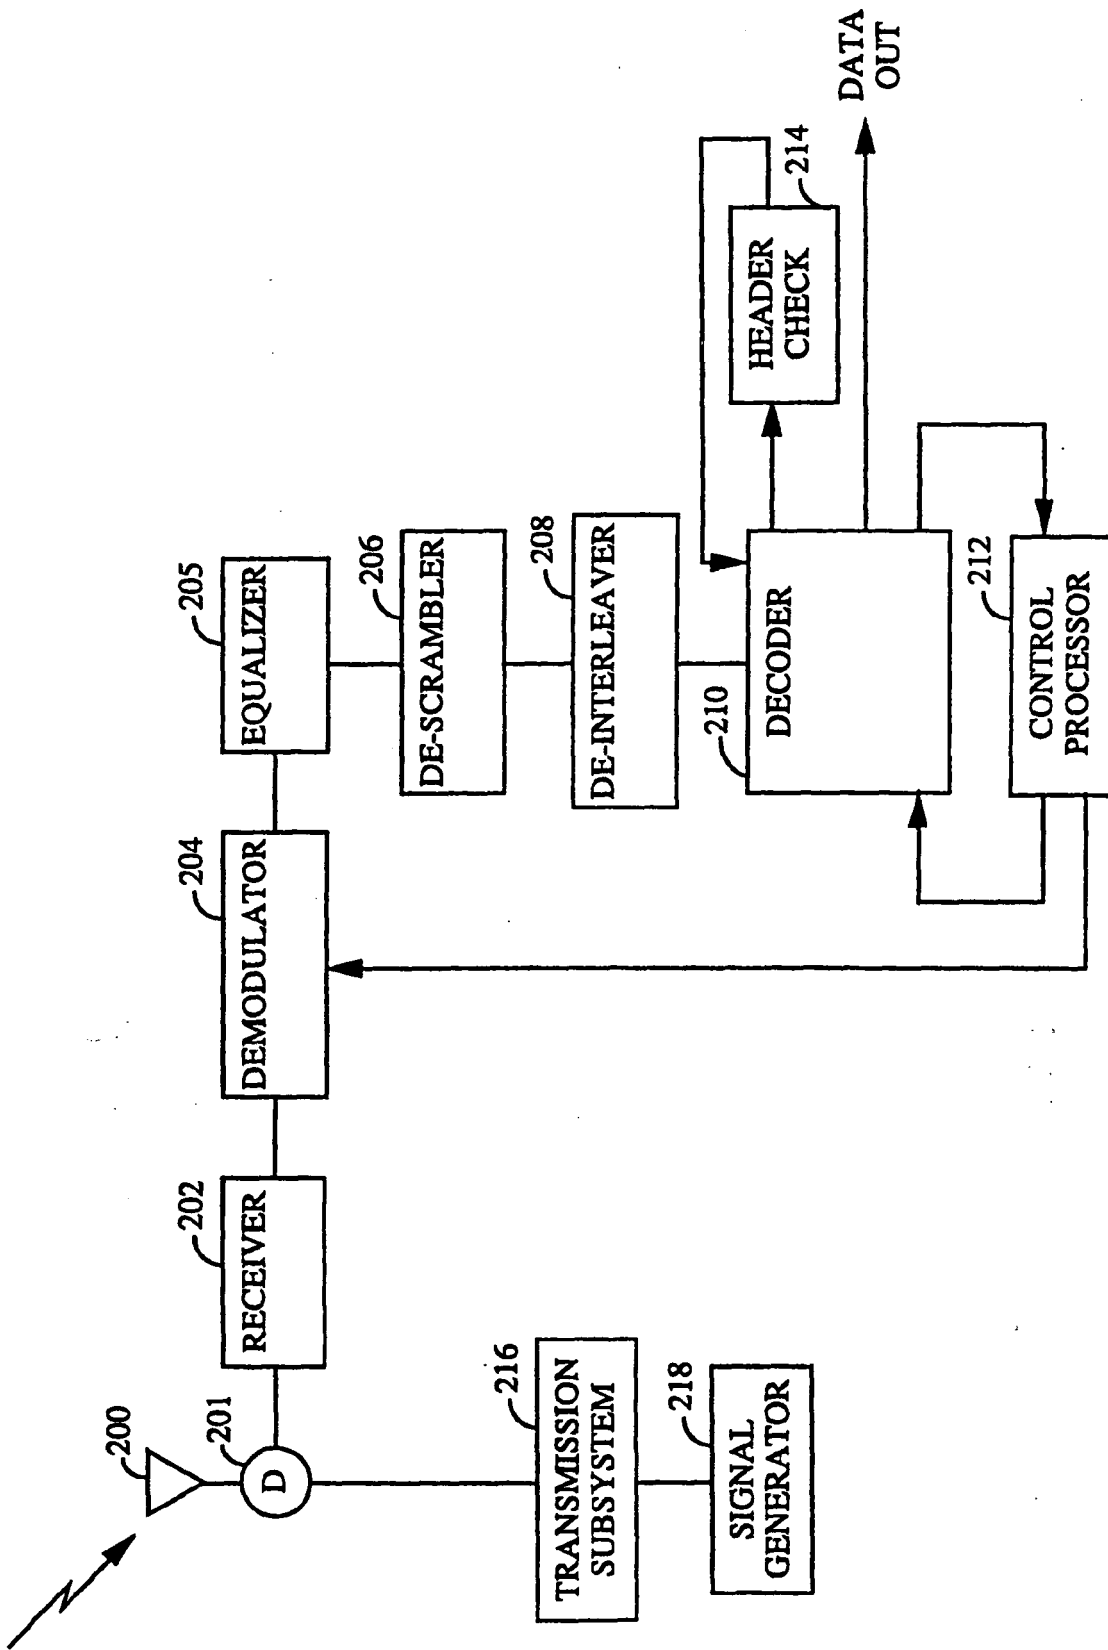 200
201
D
202
RECEIVER
204
DEMODULATOR
205
EQUALIZER
206
DE-SCRAMBLER
208
DE-INTERLEAVER
210
DECODER
214
HEADER
CHECK
DATA
OUT
212
CONTROL
PROCESSOR
216
TRANSMISSION
SUBSYSTEM
218
SIGNAL
GENERATOR